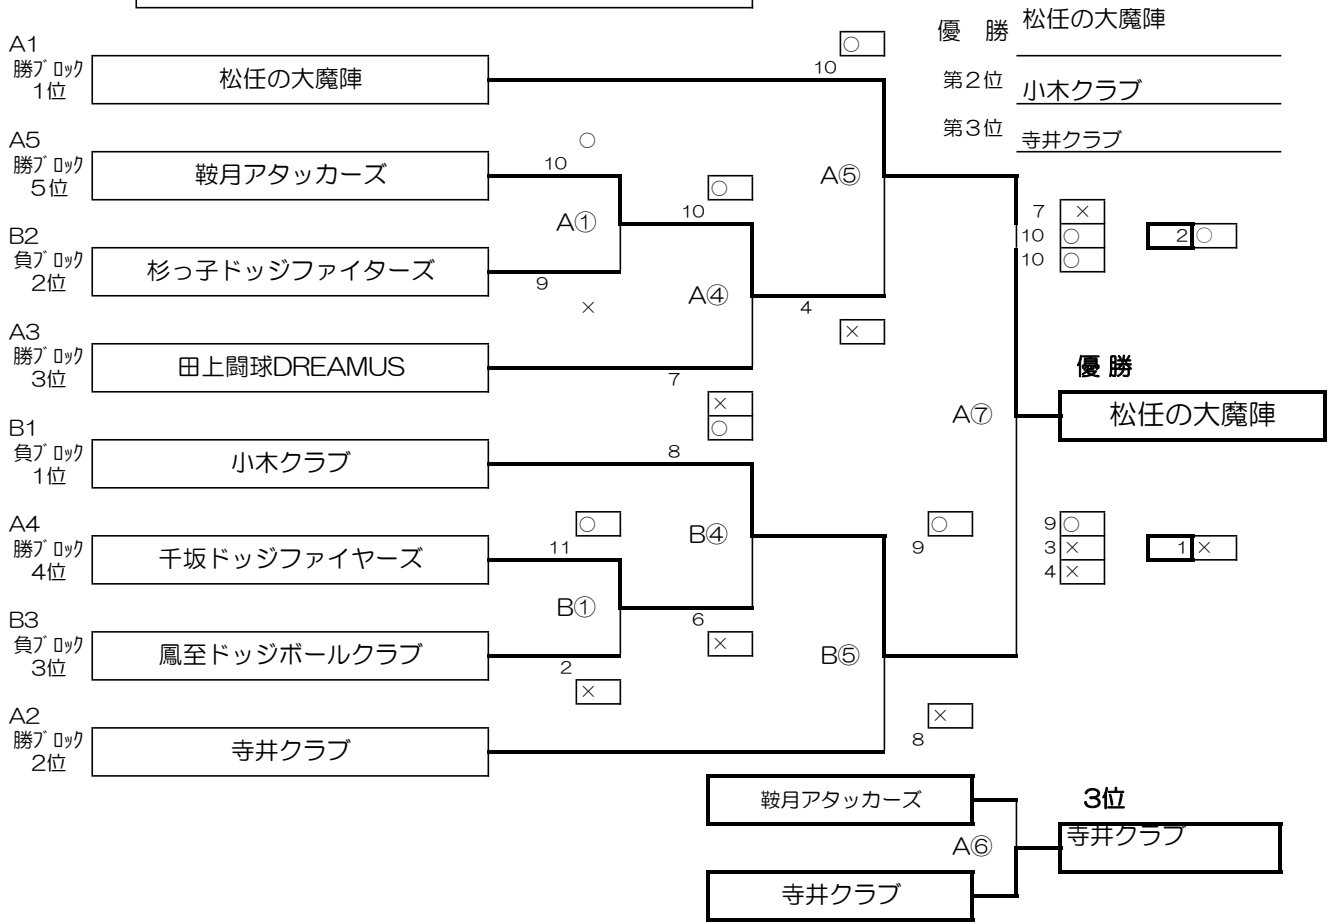 優　勝 松任の大魔陣
第２位 小木クラブ
第３位 寺井クラブ
A1
勝ﾌﾞﾛｯｸ
1位
松任の大魔陣
10
○
A5
勝ﾌﾞﾛｯｸ
5位
鞍月アタッカーズ
10
○
A①
10
○
A⑤
B2
負ﾌﾞﾛｯｸ
2位
杉っ子ドッジファイターズ
9
×
A④
4
×
A3
勝ﾌﾞﾛｯｸ
3位
田上闘球DREAMUS
7
×
7 ×
10 ○
10 ○
2 ○
優 勝
松任の大魔陣
A⑦
B1
負ﾌﾞﾛｯｸ
1位
小木クラブ
8
○
A4
勝ﾌﾞﾛｯｸ
4位
千坂ドッジファイヤーズ
11
○
B④
9
○
9 ○
3 ×
4 ×
1 ×
B①
6
×
B3
負ﾌﾞﾛｯｸ
3位
鳳至ドッジボールクラブ
2
×
B⑤
A2
勝ﾌﾞﾛｯｸ
2位
寺井クラブ
8
×
鞍月アタッカーズ
A⑥
寺井クラブ
3位
寺井クラブ